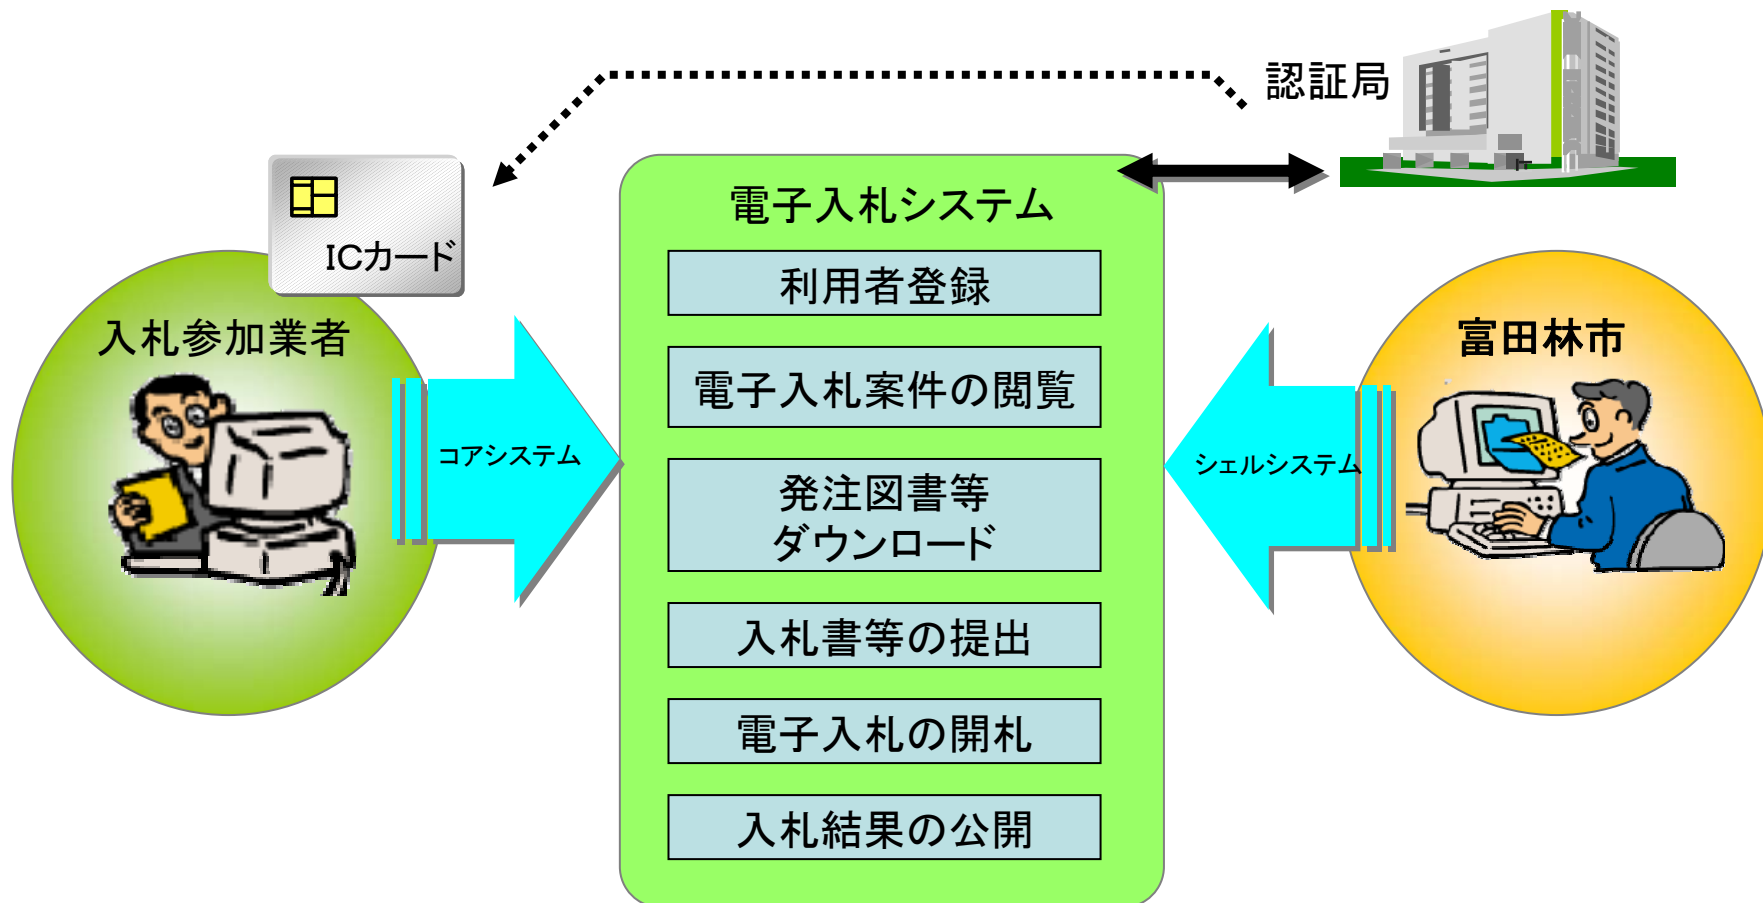 認証局
電子入札システム
ICカード
利用者登録
入札参加業者
富田林市
電子入札案件の閲覧
コアシステム
シェルシステム
発注図書等
ダウンロード
入札書等の提出
電子入札の開札
入札結果の公開